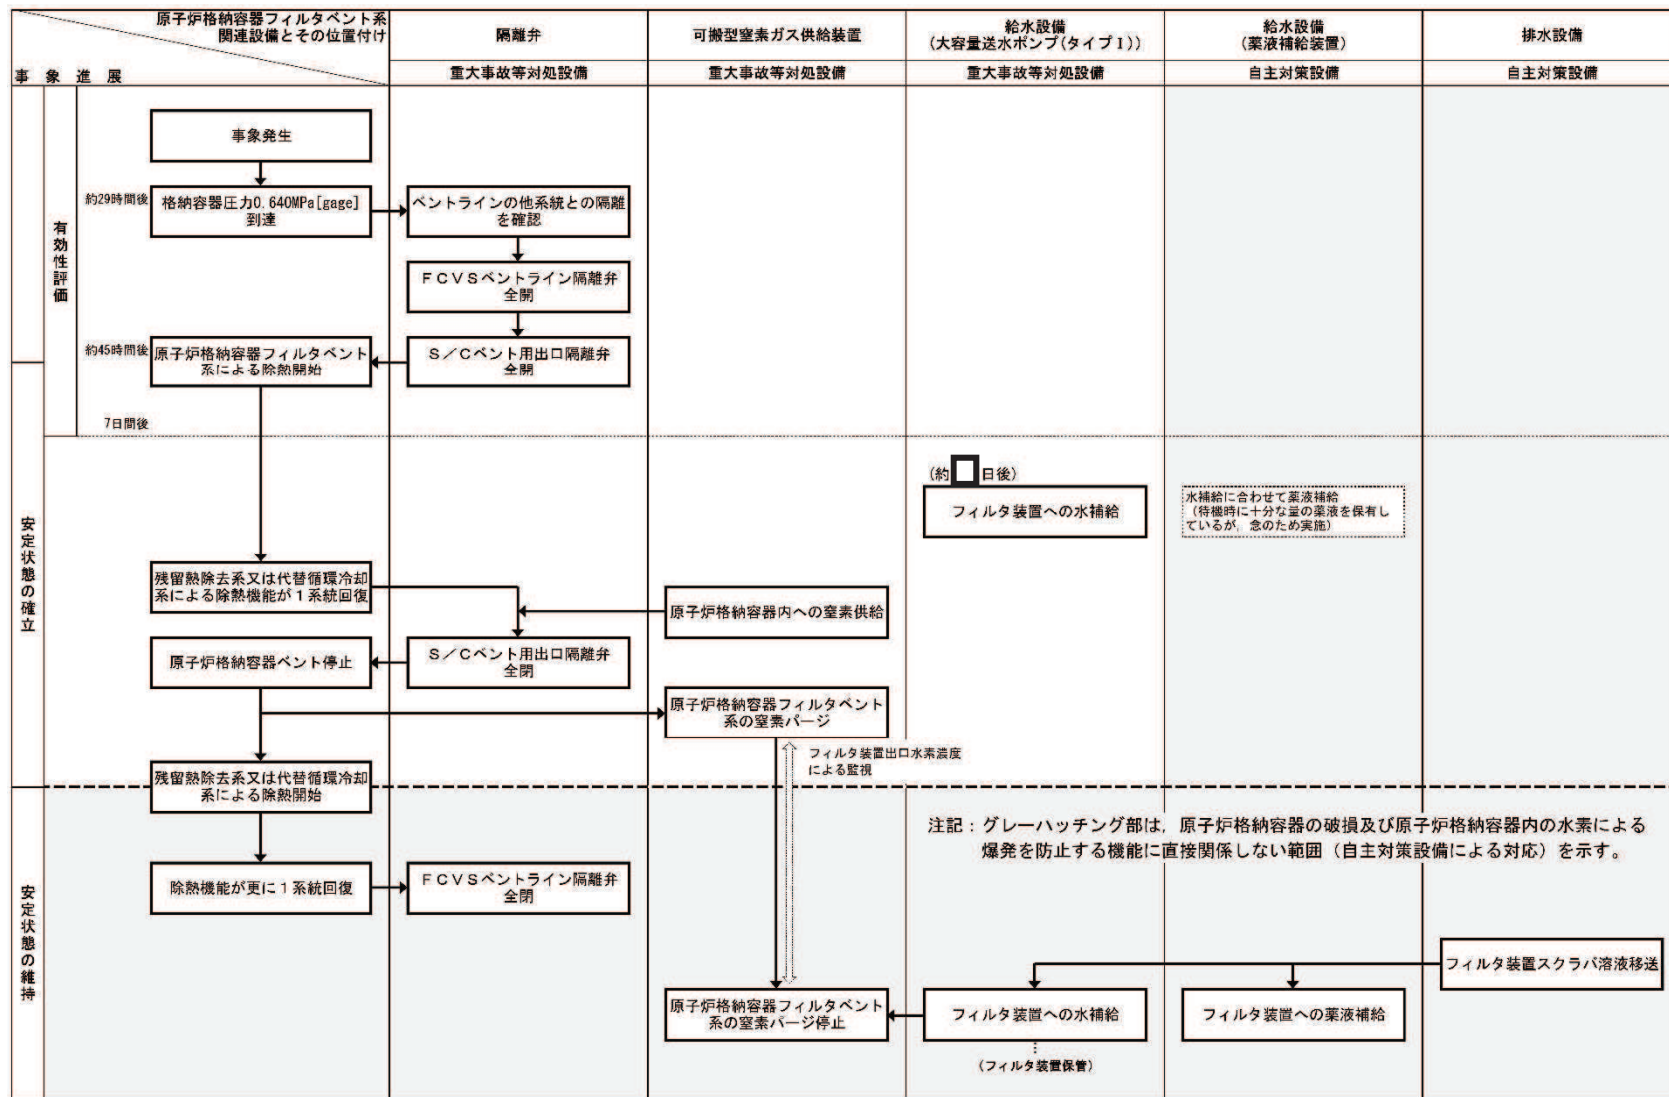 原子炉格納容器フィルタベント系
関連設備とその位置付け
事象進展
隔離弁
可搬型窒素ガス供給装置
給水設備
(大容量送水ポンプ(タイプⅠ))
給水設備
(薬液補給装置)
排水設備
重大事故等対処設備
重大事故等対処設備
重大事故等対処設備
自主対策設備
自主対策設備
有効性評価
事象発生
約29時間後
格納容器圧力0.640MPa[gage]
到達
ベントラインの他系統との隔離
を確認
FCVSベントライン隔離弁
全開
約45時間後
原子炉格納容器フィルタベント
系による除熱開始
S/Cベント用出口隔離弁
全開
7日間後
安定状態の確立
(約 日後)
フィルタ装置への水補給
水補給に合わせて薬液補給
(待機時に十分な量の薬液を保有し
ているが,念のため実施)
残留熱除去系又は代替循環冷却
系による除熱機能が1系統回復
原子炉格納容器内への窒素供給
原子炉格納容器ベント停止
S/Cベント用出口隔離弁
全閉
原子炉格納容器フィルタベント
系の窒素パージ
フィルタ装置出口水素濃度
による監視
残留熱除去系又は代替循環冷却
系による除熱開始
安定状態の維持
注記:グレーハッチング部は,原子炉格納容器の破損及び原子炉格納容器内の水素による
爆発を防止する機能に直接関係しない範囲(自主対策設備による対応)を示す。
除熱機能が更に1系統回復
FCVSベントライン隔離弁
全閉
フィルタ装置スクラバ溶液移送
原子炉格納容器フィルタベント
系の窒素パージ停止
フィルタ装置への水補給
フィルタ装置への薬液補給
(フィルタ装置保管)